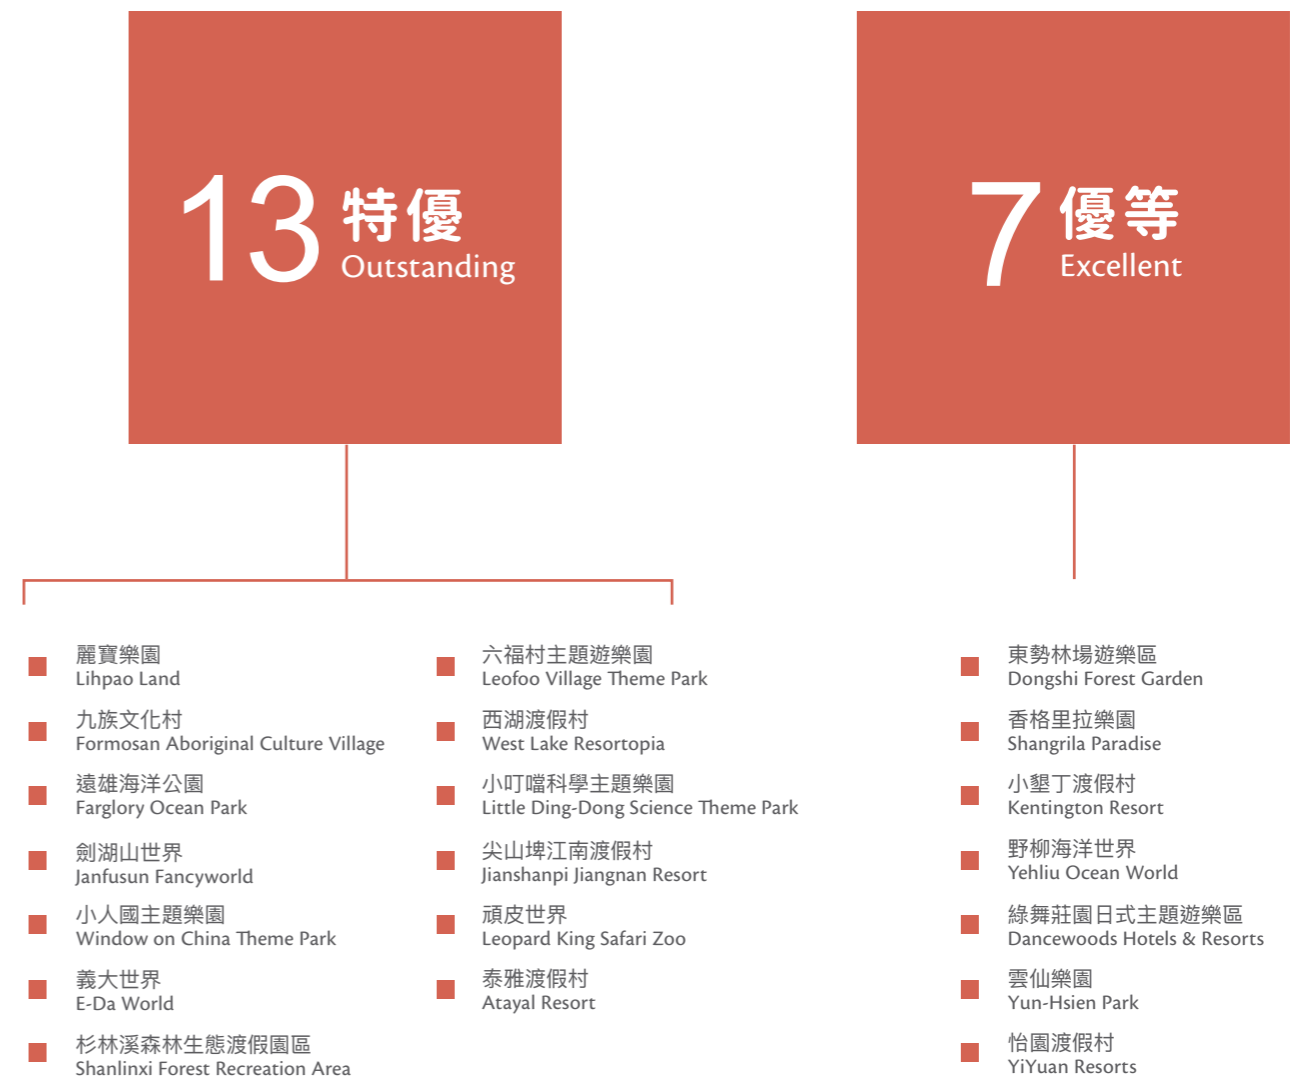 13 特優
Outstanding
7 優等
Excellent
麗寶樂園
Lihpao Land
九族文化村
Formosan Aboriginal Culture Village
遠雄海洋公園
Farglory Ocean Park
劍湖山世界
Janfusun Fancyworld
小人國主題樂園
Window on China Theme Park
義大世界
E-Da World
杉林溪森林生態渡假園區
Shanlinxi Forest Recreation Area
六福村主題遊樂園
Leofoo Village Theme Park
西湖渡假村
West Lake Resortopia
小叮噹科學主題樂園
Little Ding-Dong Science Theme Park
尖山埤江南渡假村
Jianshanpi Jiangnan Resort
頑皮世界
Leopard King Safari Zoo
泰雅渡假村
Atayal Resort
東勢林場遊樂區
Dongshi Forest Garden
香格里拉樂園
Shangrila Paradise
小墾丁渡假村
Kentington Resort
野柳海洋世界
Yehliu Ocean World
綠舞莊園日式主題遊樂區
Dancewoods Hotels & Resorts
雲仙樂園
Yun-Hsien Park
怡園渡假村
YiYuan Resorts